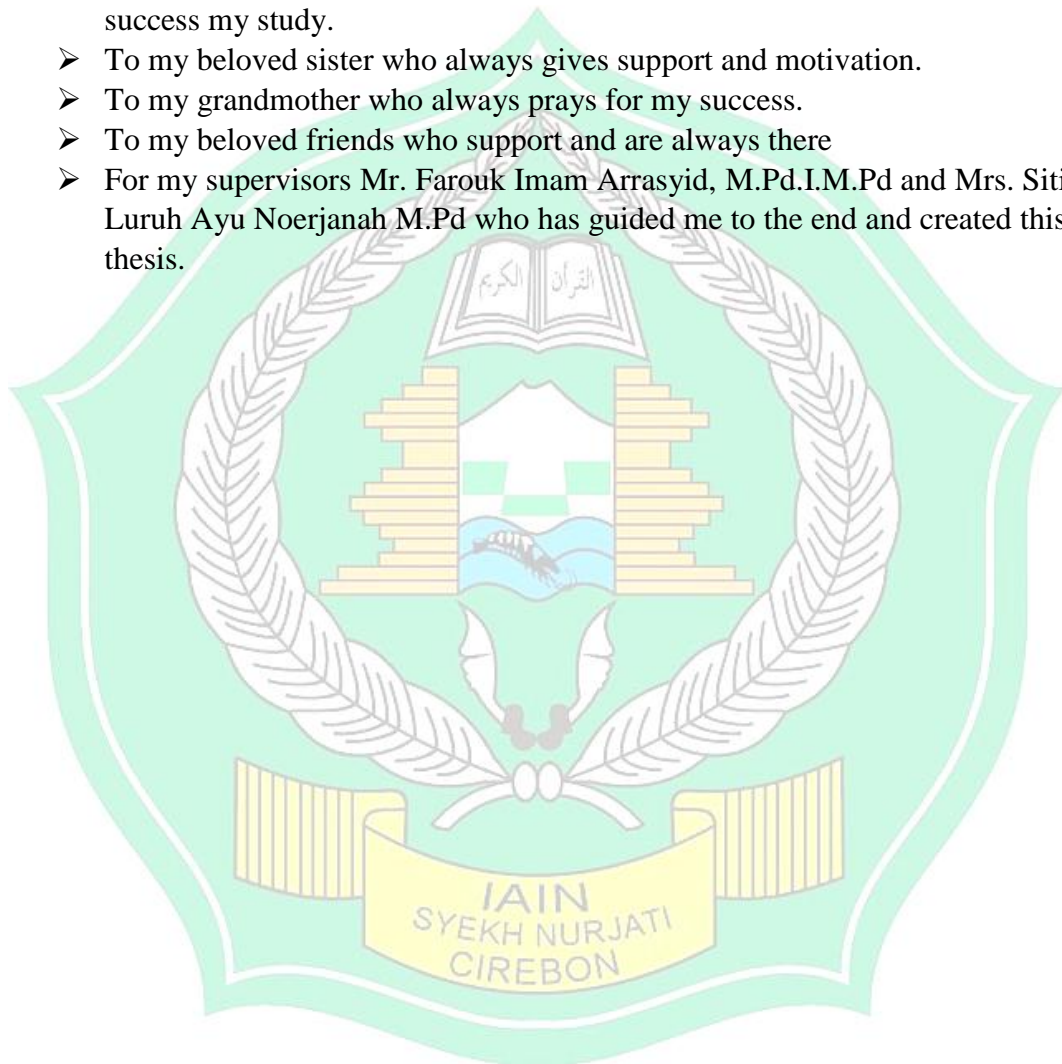 success my study.
➢ To my beloved sister who always gives support and motivation.
➢ To my grandmother who always prays for my success.
➢ To my beloved friends who support and are always there
➢ For my supervisors Mr. Farouk Imam Arrasyid, M.Pd.I.M.Pd and Mrs. Siti
Luruh Ayu Noerjanah M.Pd who has guided me to the end and created this
thesis.
القرأن الكريم
IAIN
SYEKH NURJATI
CIREBON